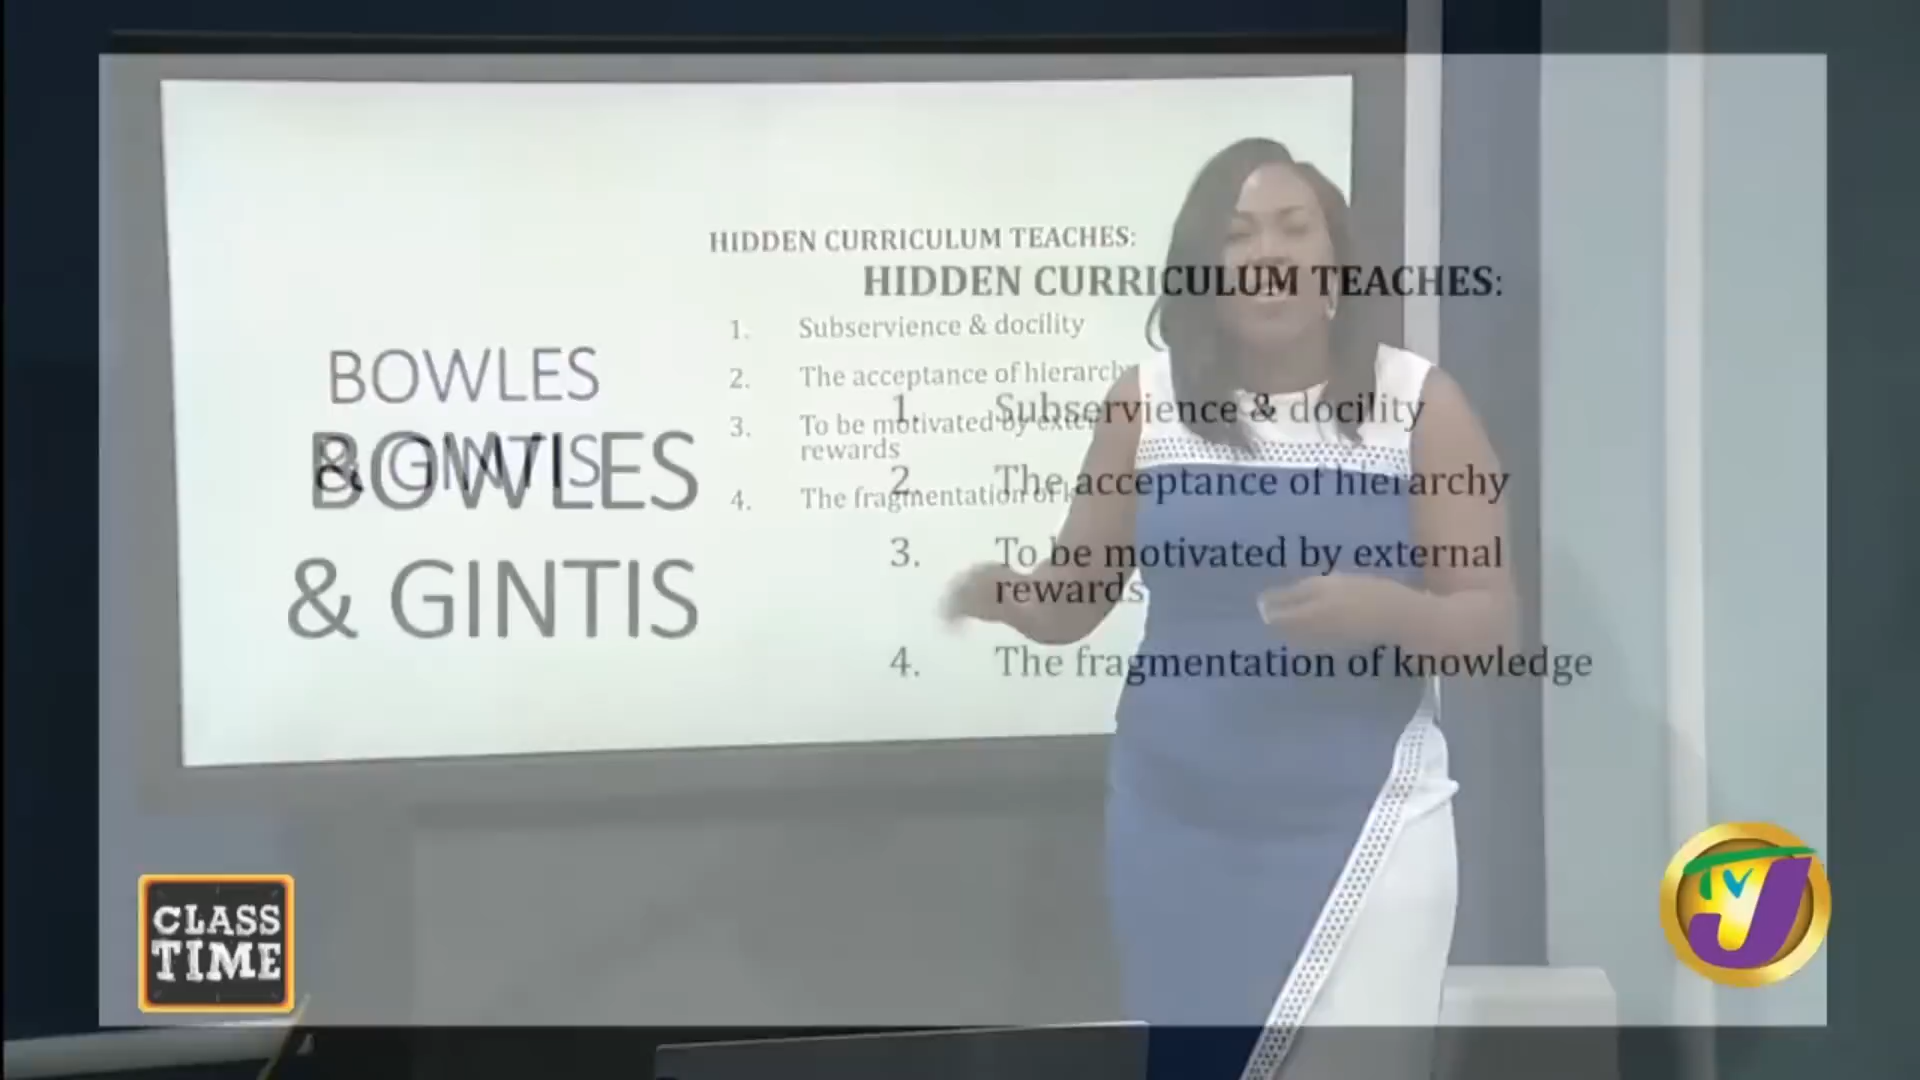 HIDDEN CURRICULUM TEACHES:
1. Subservience & docility
2. The acceptance of hierarchy
3. To be motivated by
rewards
4. The fragmentation of
BOWLES
& GINTIS
HIDDEN CURRICULUM TEACHES:
1. Subservience & docility
2. The acceptance of hierarchy
3. To be motivated by external
rewards
4. The fragmentation of knowledge
BOWLES
& GINTIS
CLASS
TIME
TVJ